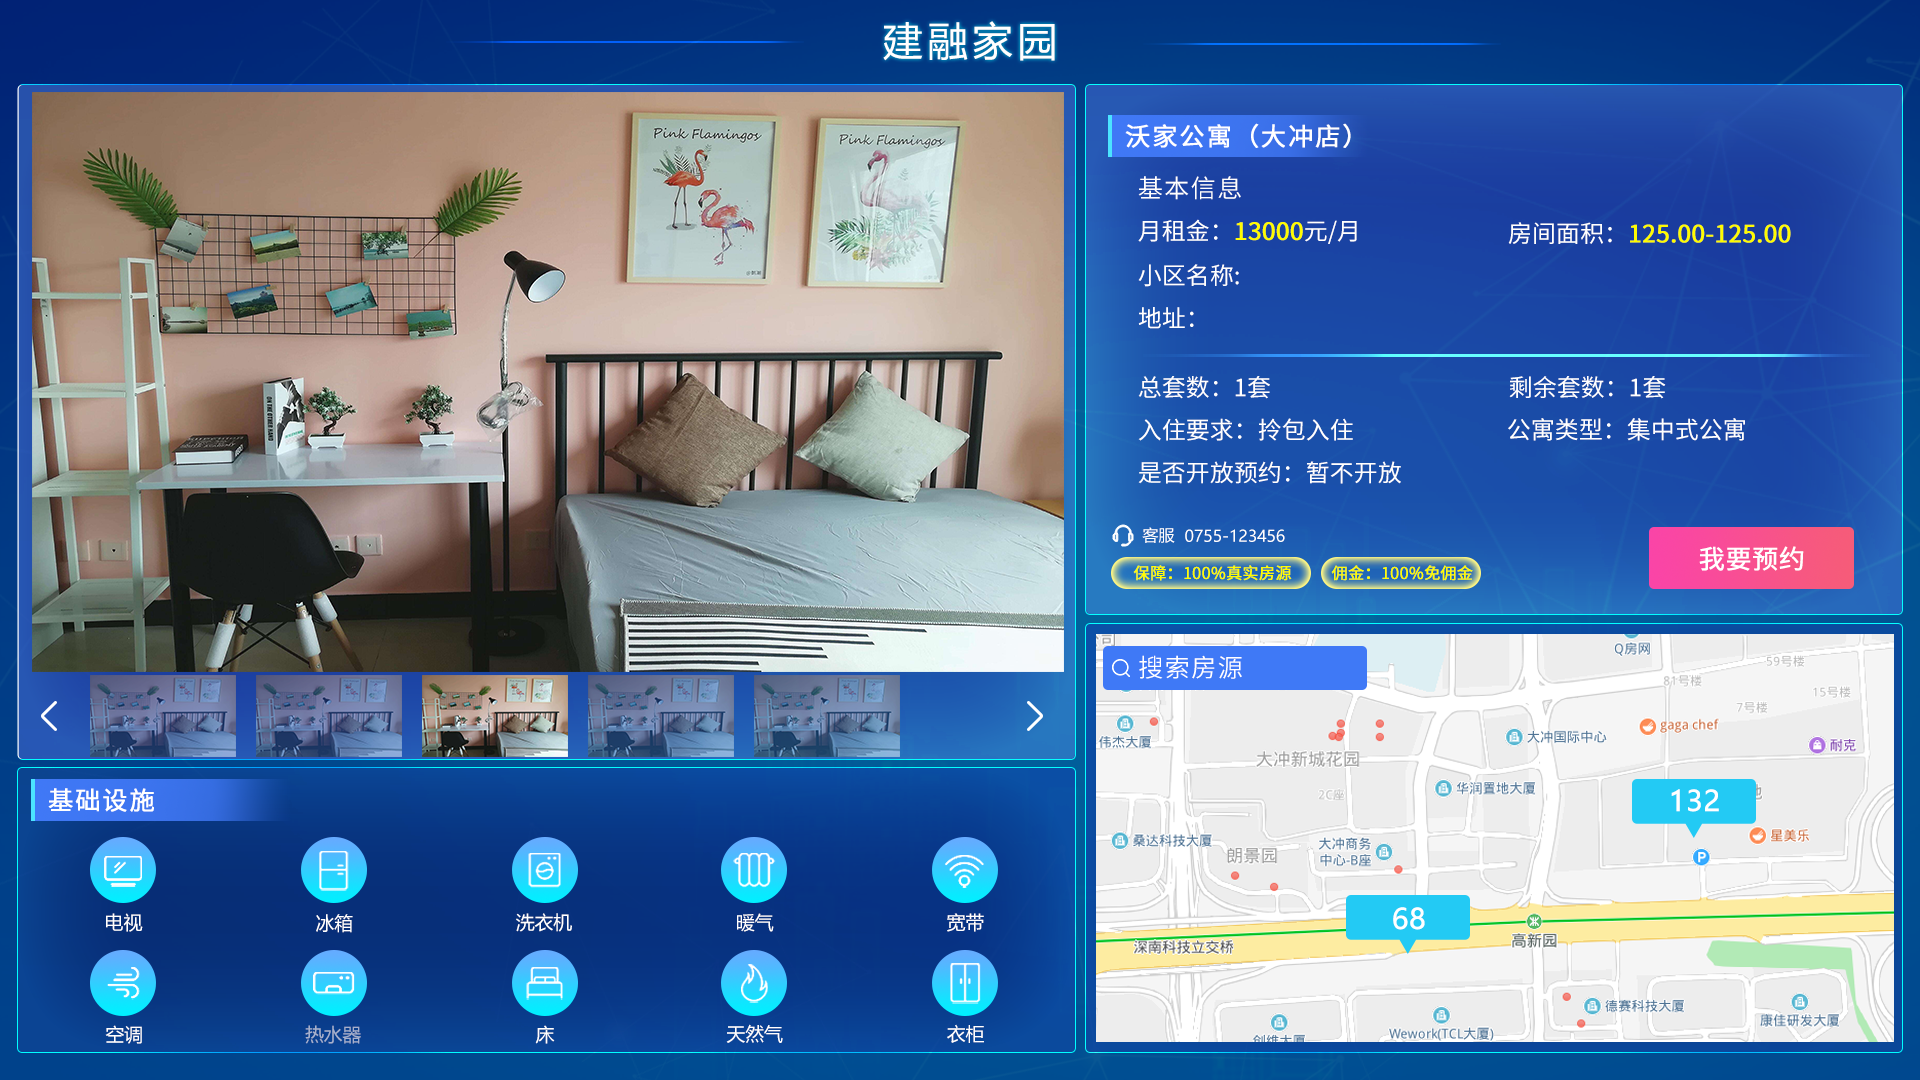 建融家园
Pink Flamingos
Pink Flamingos
ON THE OTHER HAND
沃家公寓（大冲店）
基本信息
月租金：13000元/月
房间面积：125.00-125.00
小区名称:
地址：
总套数：1套
剩余套数：1套
入住要求：拎包入住
公寓类型：集中式公寓
是否开放预约：暂不开放
客服 0755-123456
保障：100%真实房源
佣金：100%免佣金
我要预约
基础设施
电视
冰箱
洗衣机
暖气
宽带
空调
热水器
床
天然气
衣柜
搜索房源
Q房网
59号楼
81号楼
15号楼
7号楼
gaga chef
伟杰大厦
大冲国际中心
耐克
大冲新城花园
2C座
华润置地大厦
132
桑达科技大厦
大冲商务
中心-B座
星美乐
朗景园
P
68
高新园
深南科技立交桥
德赛科技大厦
康佳研发大厦
Wework(TCL大厦)
创维大厦